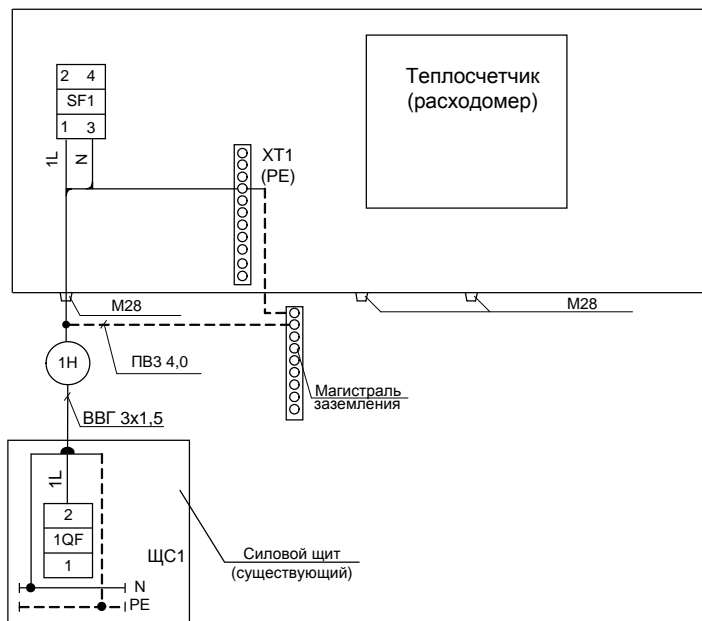 2 4
SF1
1 3
1L
N
XT1
(PE)
Теплосчетчик
(расходомер)
М28
М28
1Н
ПВ3 4,0
Магистраль
заземления
ВВГ 3х1,5
1L
2
1QF
1
ЩС1
Силовой щит
(существующий)
N
PE